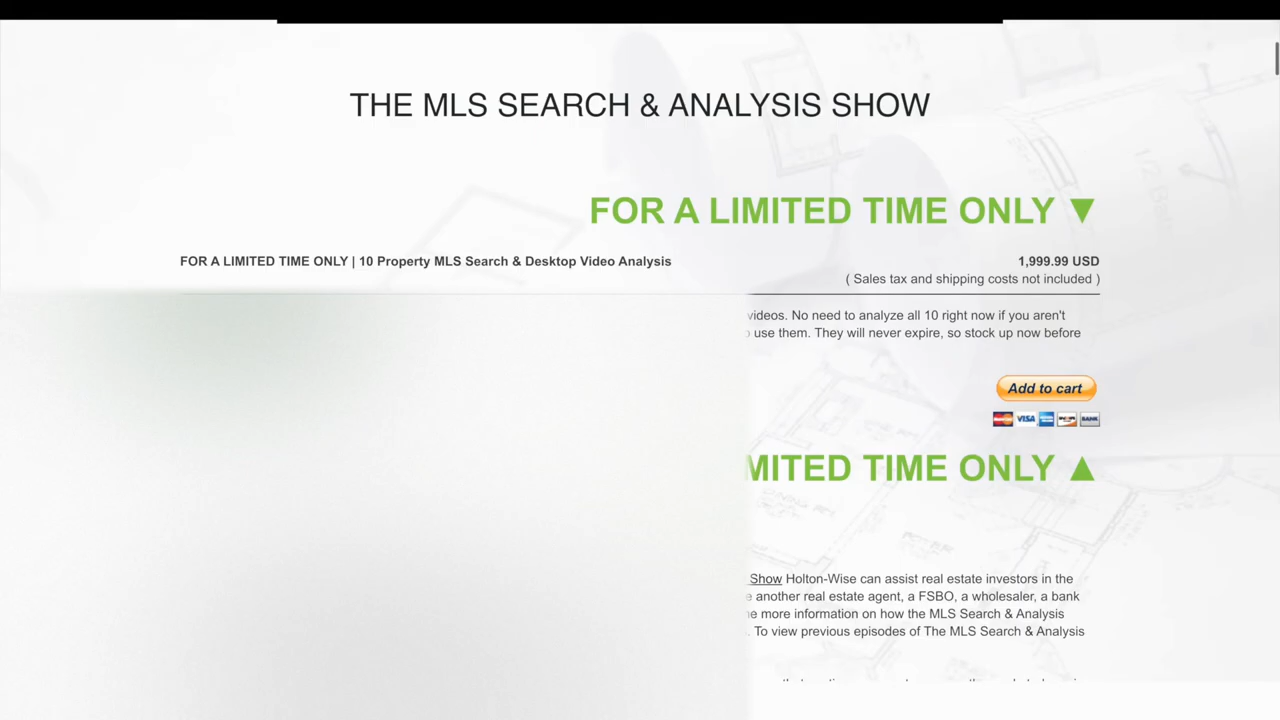 THE MLS SEARCH & ANALYSIS SHOW
FOR A LIMITED TIME ONLY ▼
FOR A LIMITED TIME ONLY | 10 Property MLS Search & Desktop Video Analysis
1,999.99 USD
( Sales tax and shipping costs not included )
videos. No need to analyze all 10 right now if you aren't
use them. They will never expire, so stock up now before
Add to cart
VISA
BANK
MITED TIME ONLY ▲
Show Holton-Wise can assist real estate investors in the
another real estate agent, a FSBO, a wholesaler, a bank
more information on how the MLS Search & Analysis
. To view previous episodes of The MLS Search & Analysis